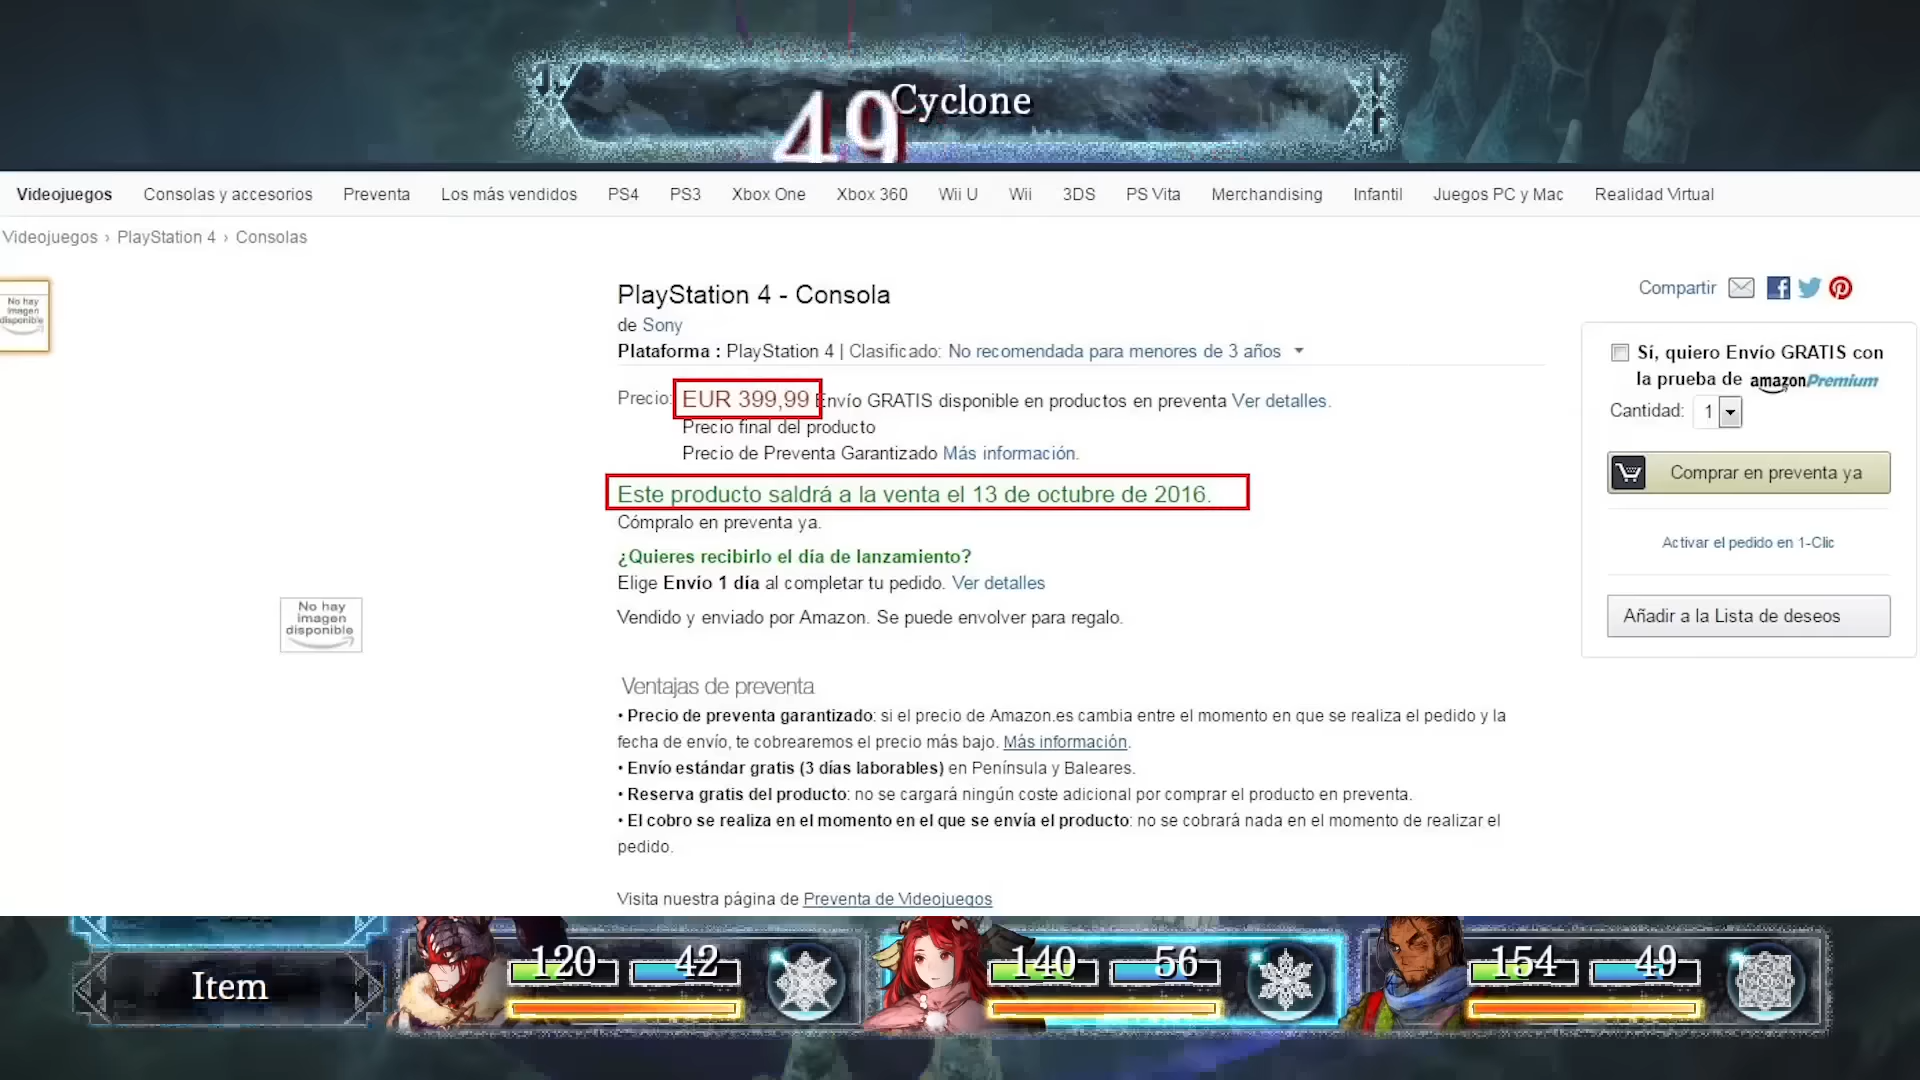 Cyclone
49
Videojuegos Consolas y accesorios Preventa Los más vendidos PS4 PS3 Xbox One Xbox 360 Wii U Wii 3DS PS Vita Merchandising Infantil Juegos PC y Mac Realidad Virtual
Videojuegos › PlayStation 4 › Consolas
No hay
imagen
disponible
PlayStation 4 - Consola
de Sony
Plataforma : PlayStation 4 | Clasificado: No recomendada para menores de 3 años
Precio: EUR 399,99 Envío GRATIS disponible en productos en preventa Ver detalles.
Precio final del producto
Precio de Preventa Garantizado Más información.
Este producto saldrá a la venta el 13 de octubre de 2016.
Cómpralo en preventa ya.
¿Quieres recibirlo el día de lanzamiento?
Elige Envío 1 día al completar tu pedido. Ver detalles
Vendido y enviado por Amazon. Se puede envolver para regalo.
No hay
imagen
disponible
Ventajas de preventa
• Precio de preventa garantizado: si el precio de Amazon.es cambia entre el momento en que se realiza el pedido y la
fecha de envío, te cobrearemos el precio más bajo. Más información.
• Envío estándar gratis (3 días laborables) en Península y Baleares.
• Reserva gratis del producto: no se cargará ningún coste adicional por comprar el producto en preventa.
• El cobro se realiza en el momento en el que se envía el producto: no se cobrará nada en el momento de realizar el
pedido.
Visita nuestra página de Preventa de Videojuegos
Compartir
Sí, quiero Envío GRATIS con
la prueba de amazonPremium
Cantidad: 1
Comprar en preventa ya
Activar el pedido en 1-Clic
Añadir a la Lista de deseos
Item
120 42
140 56
154 49